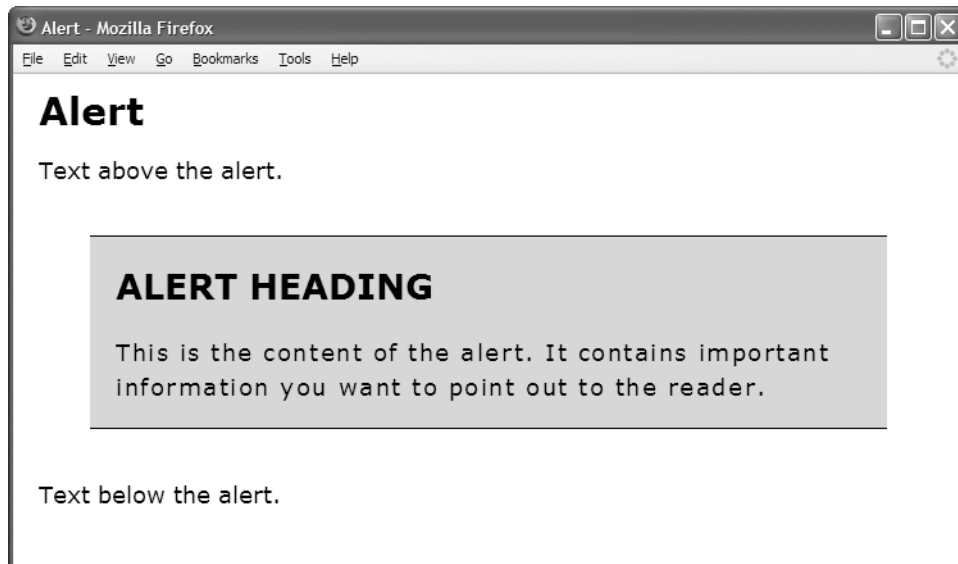 Alert - Mozilla Firefox
File Edit View Go Bookmarks Tools Help
Alert
Text above the alert.
ALERT HEADING
This is the content of the alert. It contains important
information you want to point out to the reader.
Text below the alert.